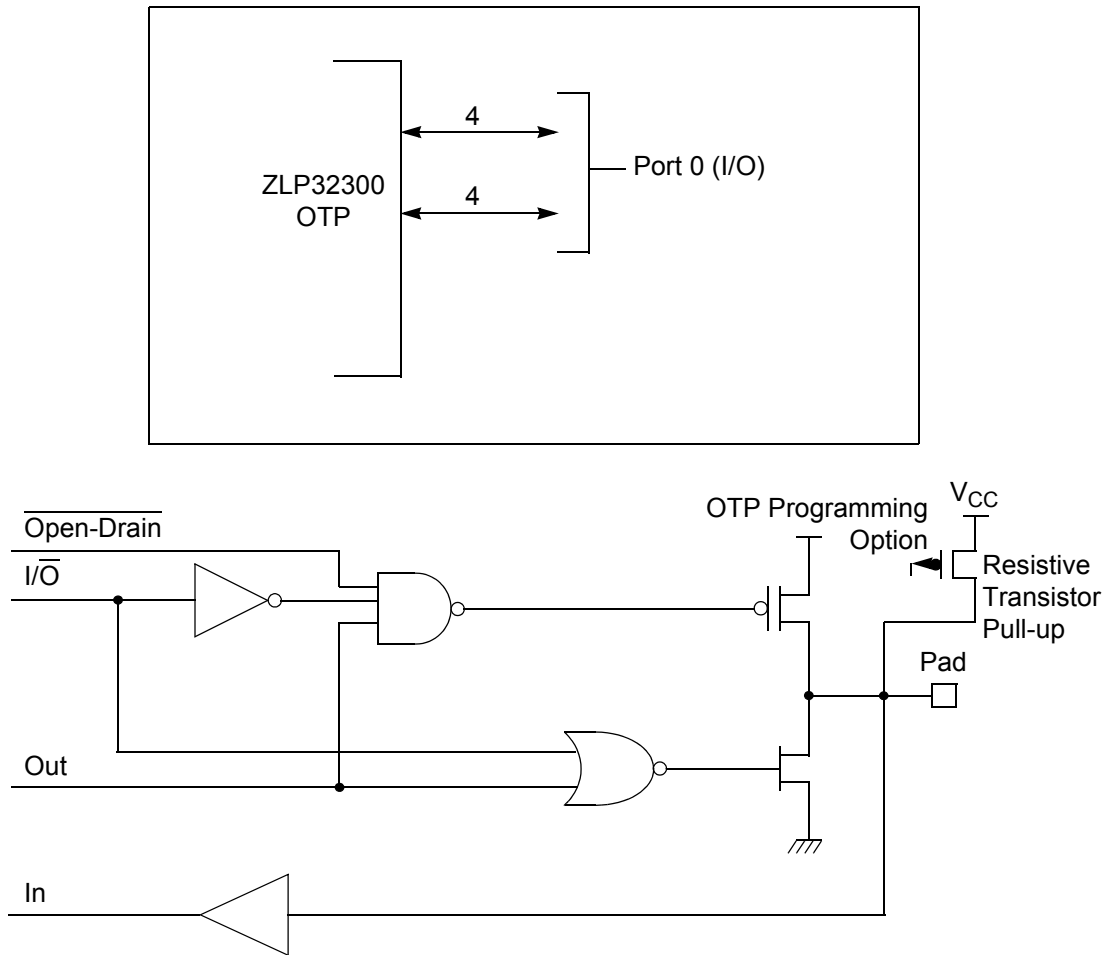 4
ZLP32300
OTP
4
Port 0 (I/O)
Open-Drain
I/O
OTP Programming
Option
VCC
Resistive
Transistor
Pull-up
Pad
Out
In